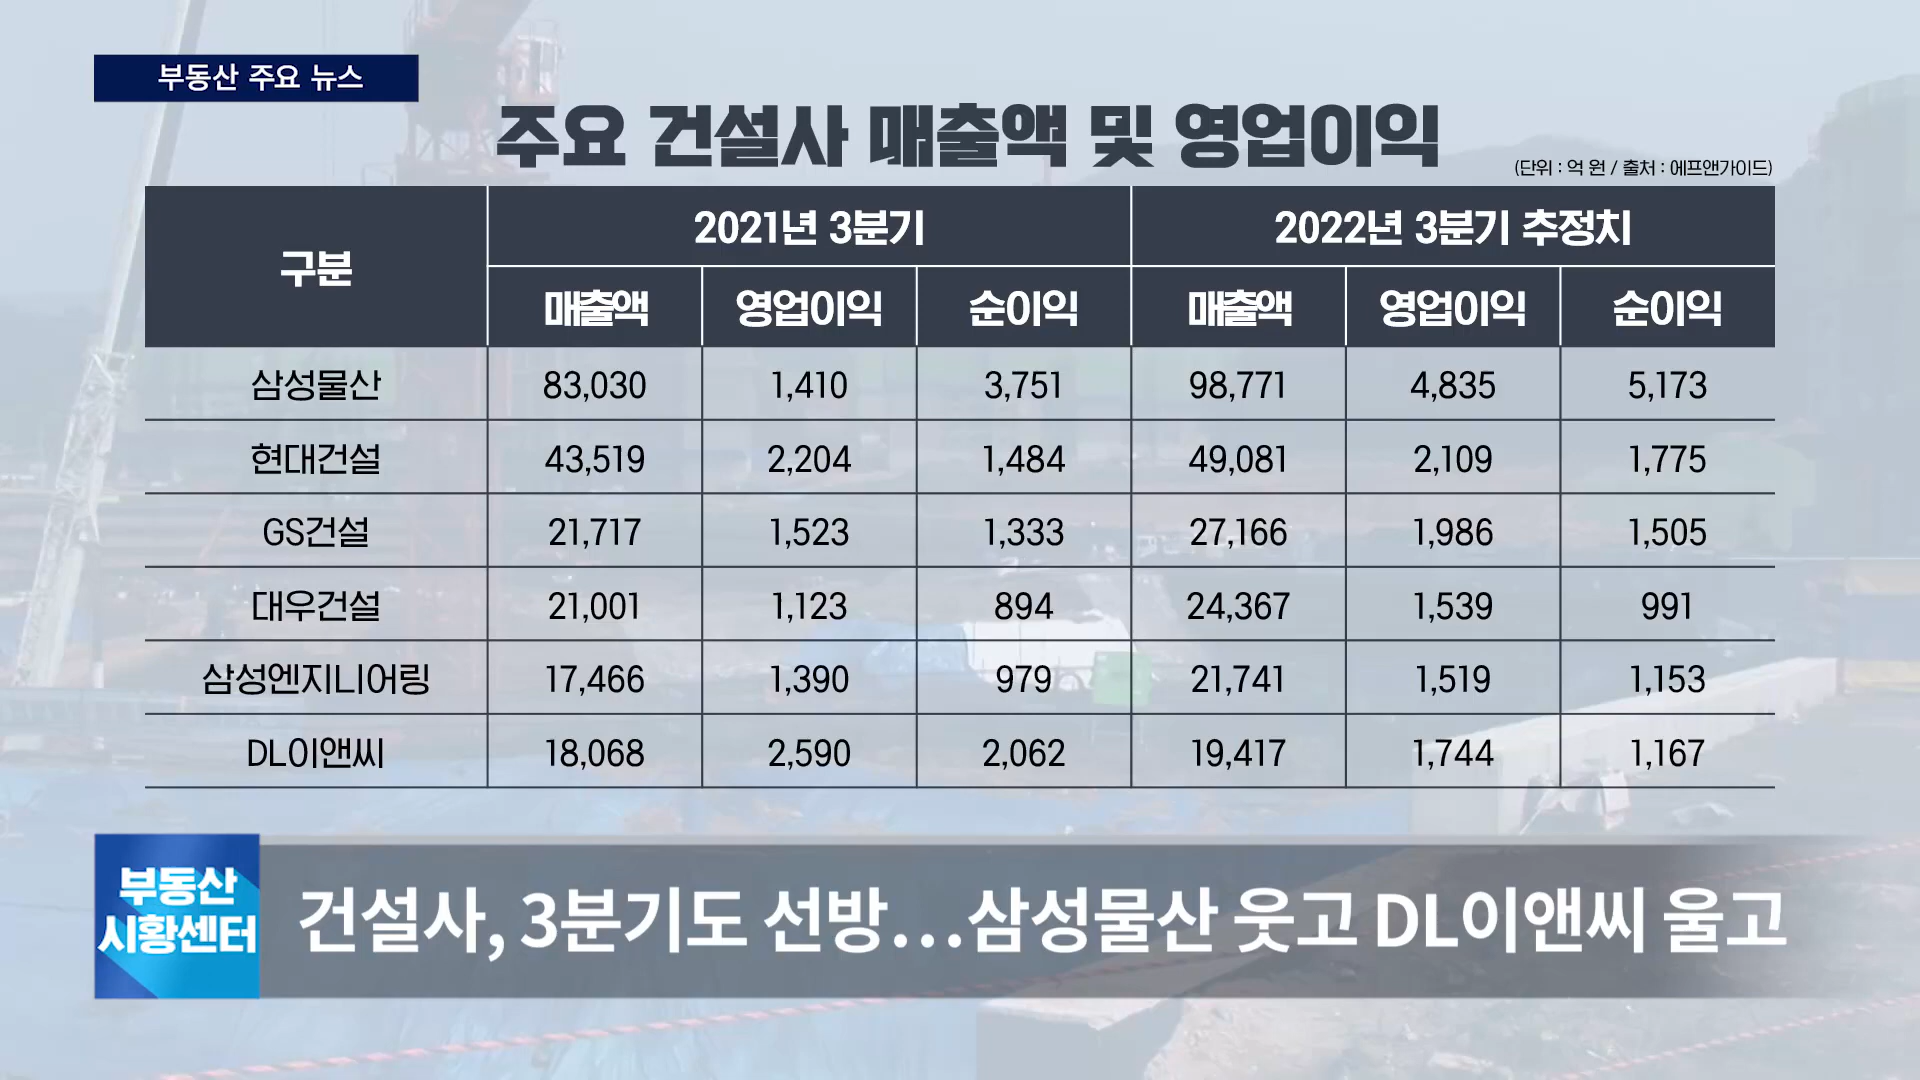 부동산 주요 뉴스
주요 건설사 매출액 및 영업이익
(단위 : 억 원 / 출처 : 에프앤가이드)
구분 2021년 3분기 2022년 3분기 추정치
매출액 영업이익 순이익 매출액 영업이익 순이익
삼성물산 83,030 1,410 3,751 98,771 4,835 5,173
현대건설 43,519 2,204 1,484 49,081 2,109 1,775
GS건설 21,717 1,523 1,333 27,166 1,986 1,505
대우건설 21,001 1,123 894 24,367 1,539 991
삼성엔지니어링 17,466 1,390 979 21,741 1,519 1,153
DL이앤씨 18,068 2,590 2,062 19,417 1,744 1,167
부동산
시황센터
건설사, 3분기도 선방...삼성물산 웃고 DL이앤씨 울고